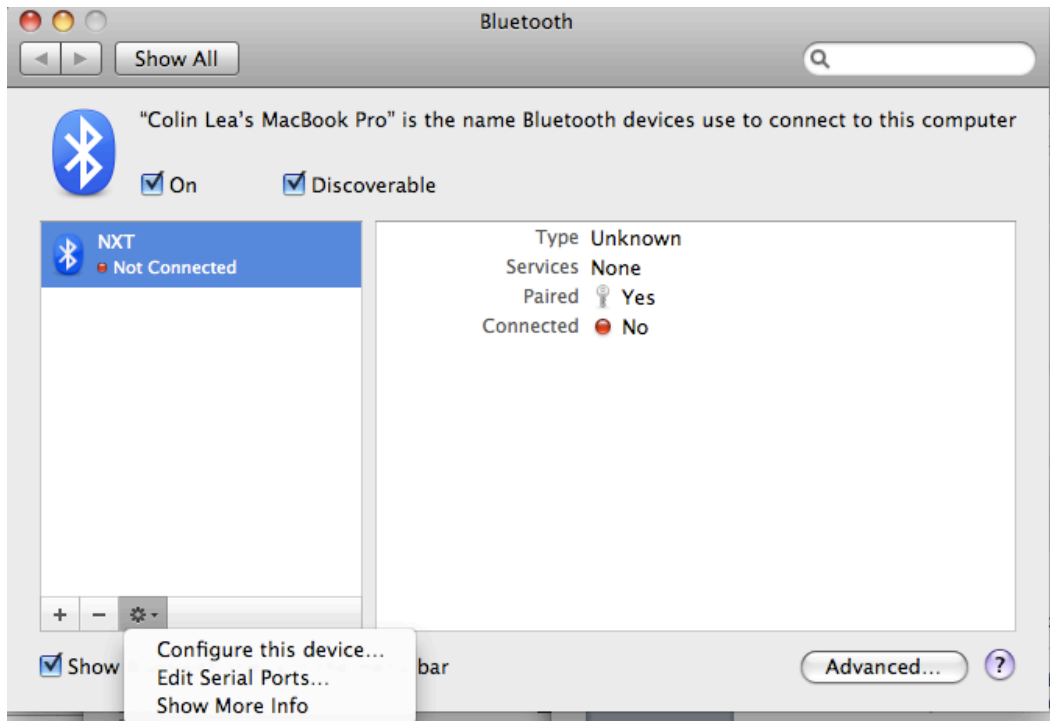 Bluetooth
Show All
“Colin Lea's MacBook Pro” is the name Bluetooth devices use to connect to this computer
On
Discoverable
NXT
Not Connected
Type Unknown
Services None
Paired Yes
Connected No
+ −
Configure this device...
Edit Serial Ports...
Show More Info
Show
bar
Advanced...
?